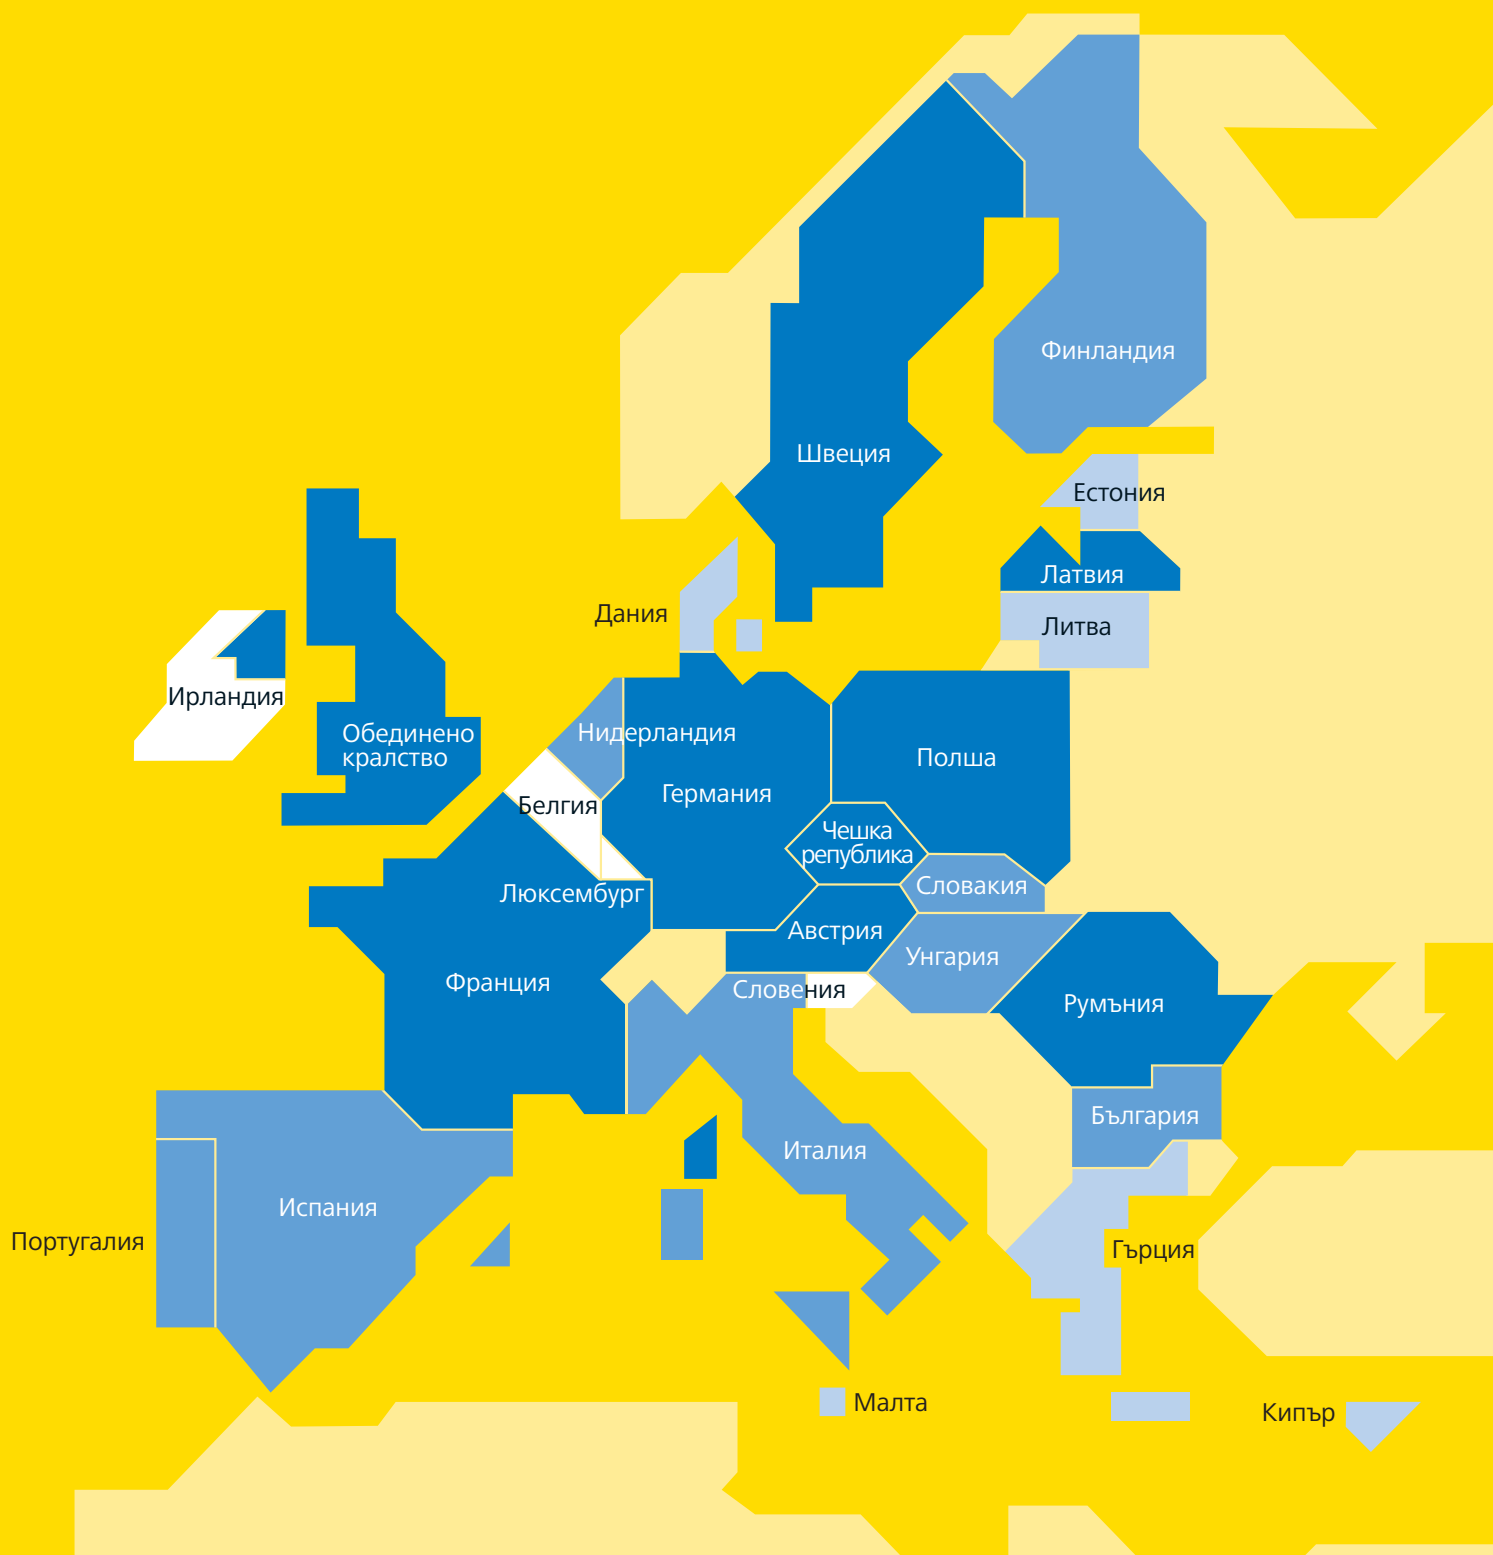 Финландия
Швеция
Естония
Латвия
Дания
Литва
Ирландия
Обединено
кралство
Нидерландия
Полша
Германия
Белгия
Чешка
република
Люксембург
Словакия
Австрия
Унгария
Франция
Словения
Румъния
България
Италия
Испания
Португалия
Гърция
Малта
Кипър